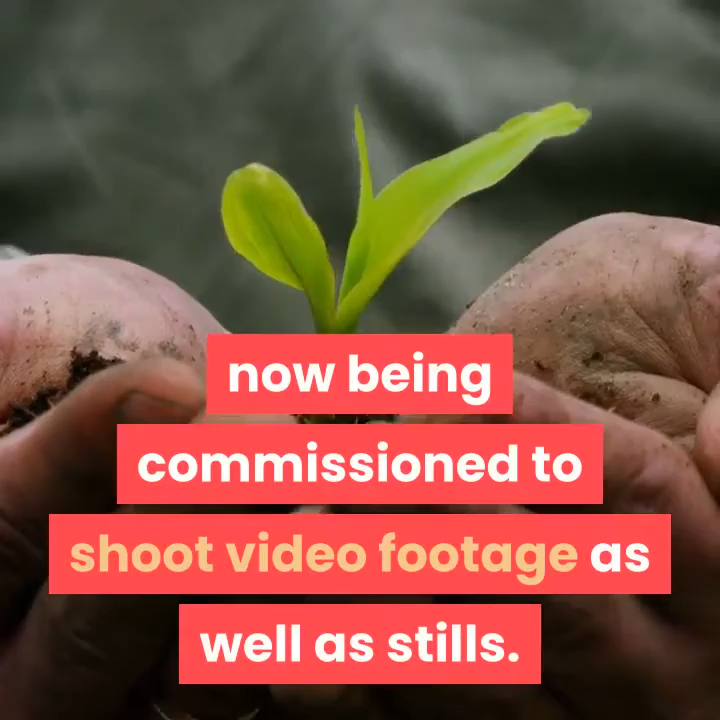 now being
commissioned to
shoot video footage as
well as stills.